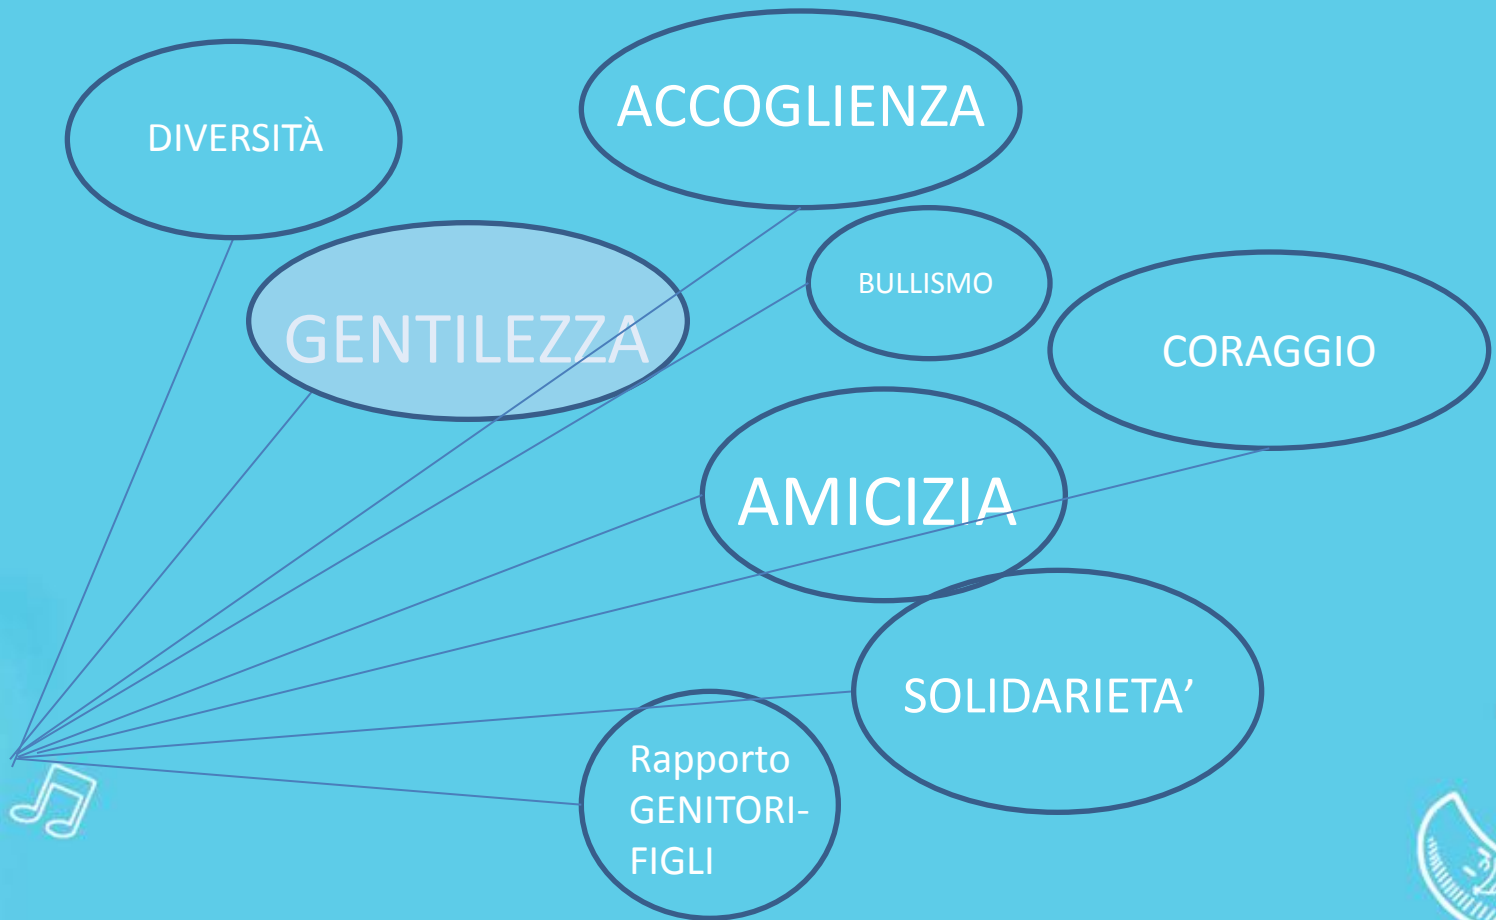 DIVERSITÀ
ACCOGLIENZA
GENTILEZZA
BULLISMO
CORAGGIO
AMICIZIA
SOLIDARIETA’
Rapporto
GENITORI-
FIGLI